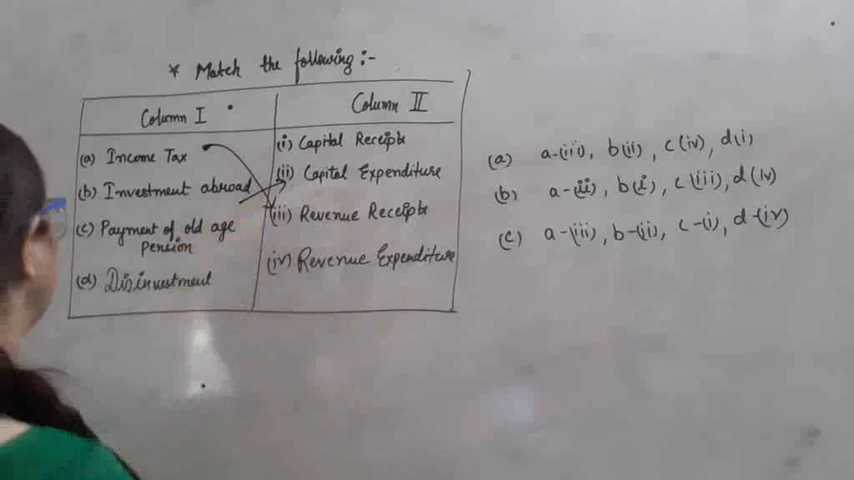 * Match the following :-
Column I
Column II
(a) Income Tax
(i) Capital Receipts
(b) Investment abroad
(ii) Capital Expenditure
(c) Payment of old age
pension
(iii) Revenue Receipts
(d) Disinvestment
(iv) Revenue Expenditure
(a) a-(iii), b(ii), c(iv), d(i)
(b) a-(ii), b(i), c(iii), d(iv)
(c) a-(iii), b-(ii), c-(i), d-(iv)